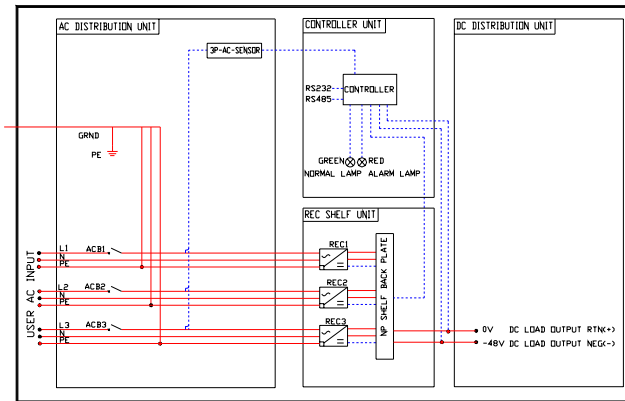 AC DISTRIBUTION UNIT
CONTROLLER UNIT
DC DISTRIBUTION UNIT
3P-AC-SENSOR
RS232
CONTROLLER
RS485
GRND
PE
GREEN
RED
NORMAL LAMP
ALARM LAMP
REC SHELF UNIT
USER AC INPUT
L1
ACB1
N
PE
REC1
L2
ACB2
N
PE
REC2
L3
ACB3
N
PE
REC3
NP SHELF BACK PLATE
0V DC LOAD OUTPUT RTN(+)
-48V DC LOAD OUTPUT NEG(-)